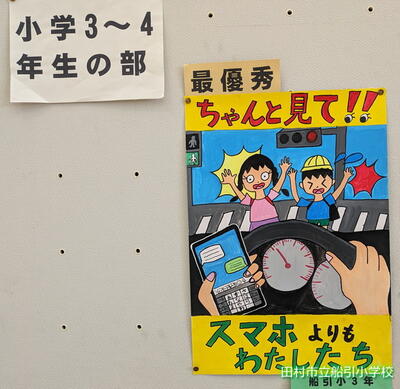 小学3～4
年生の部
最優秀
ちゃんと見て!!
スマホよりも
わたしたち
田村市立船引小学校
船引小3年